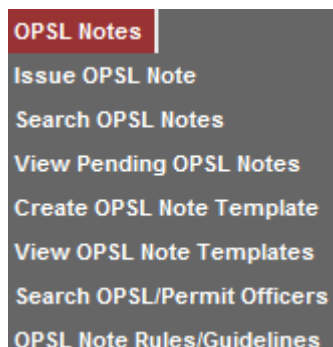 OPSL Notes
Issue OPSL Note
Search OPSL Notes
View Pending OPSL Notes
Create OPSL Note Template
View OPSL Note Templates
Search OPSL/Permit Officers
OPSL Note Rules/Guidelines